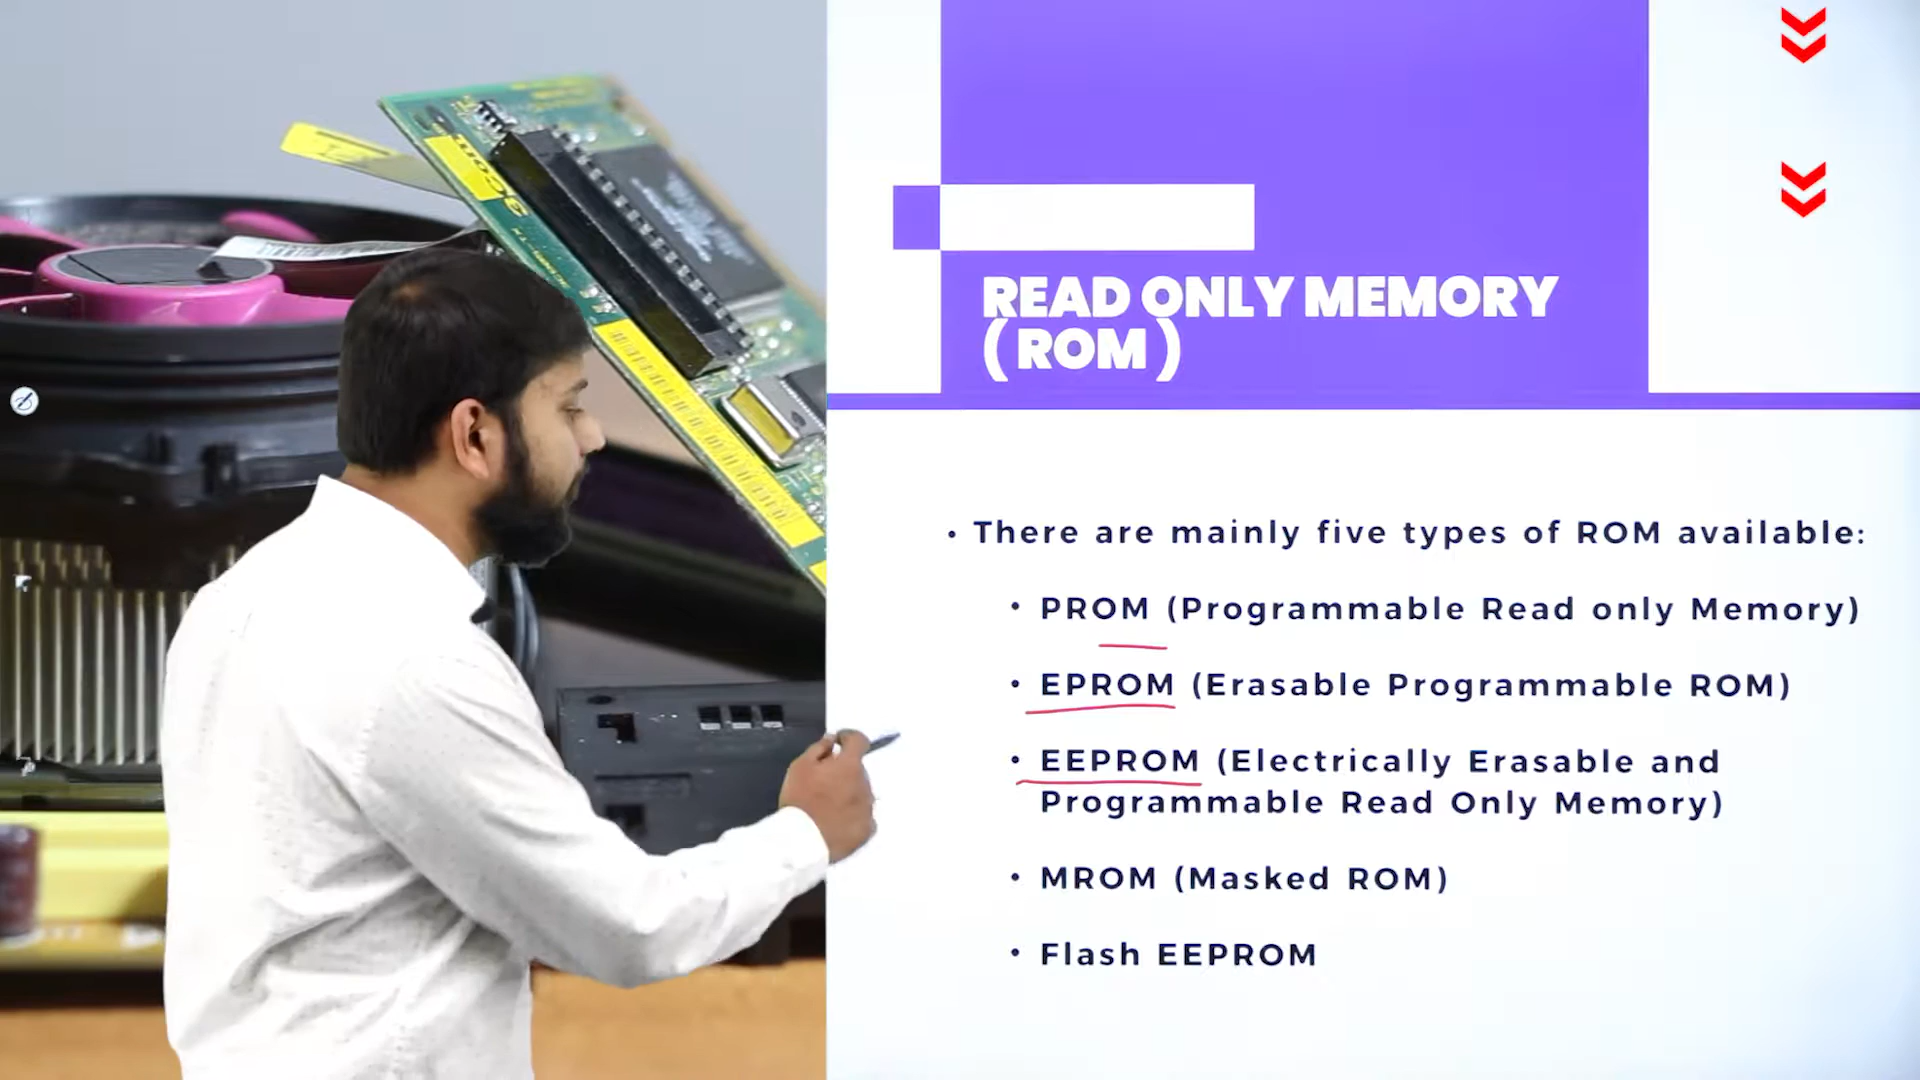 READ ONLY MEMORY
( ROM )
• There are mainly five types of ROM available:
• PROM (Programmable Read only Memory)
• EPROM (Erasable Programmable ROM)
• EEPROM (Electrically Erasable and
Programmable Read Only Memory)
• MROM (Masked ROM)
• Flash EEPROM